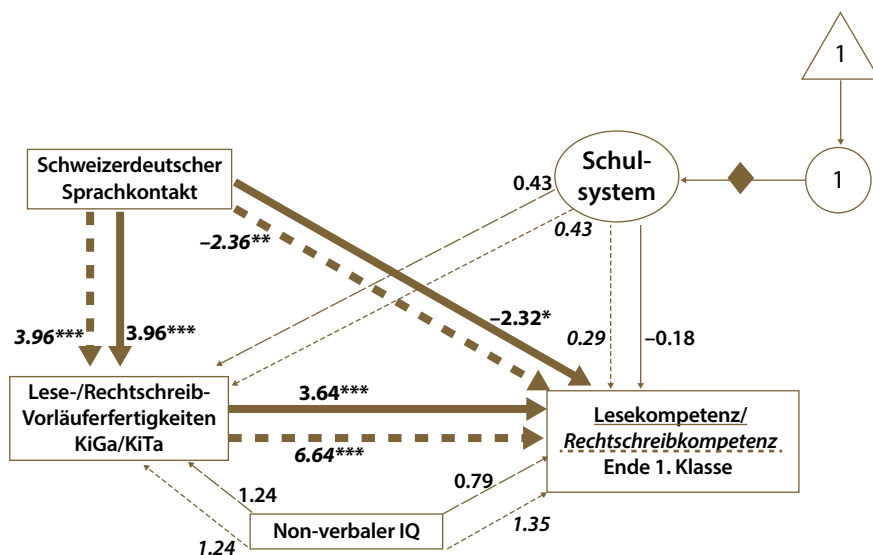 1
Schweizerdeutscher
Sprachkontakt
Schul-
system
1
0.43
0.43
–2.36**
3.96***
3.96***
–2.32*
0.29
–0.18
Lese-/Rechtschreib-
Vorläuferfertigkeiten
KiGa/KiTa
3.64***
6.64***
Lesekompetenz/
Rechtschreibkompetenz
Ende 1. Klasse
1.24
0.79
Non-verbaler IQ
1.24
1.35